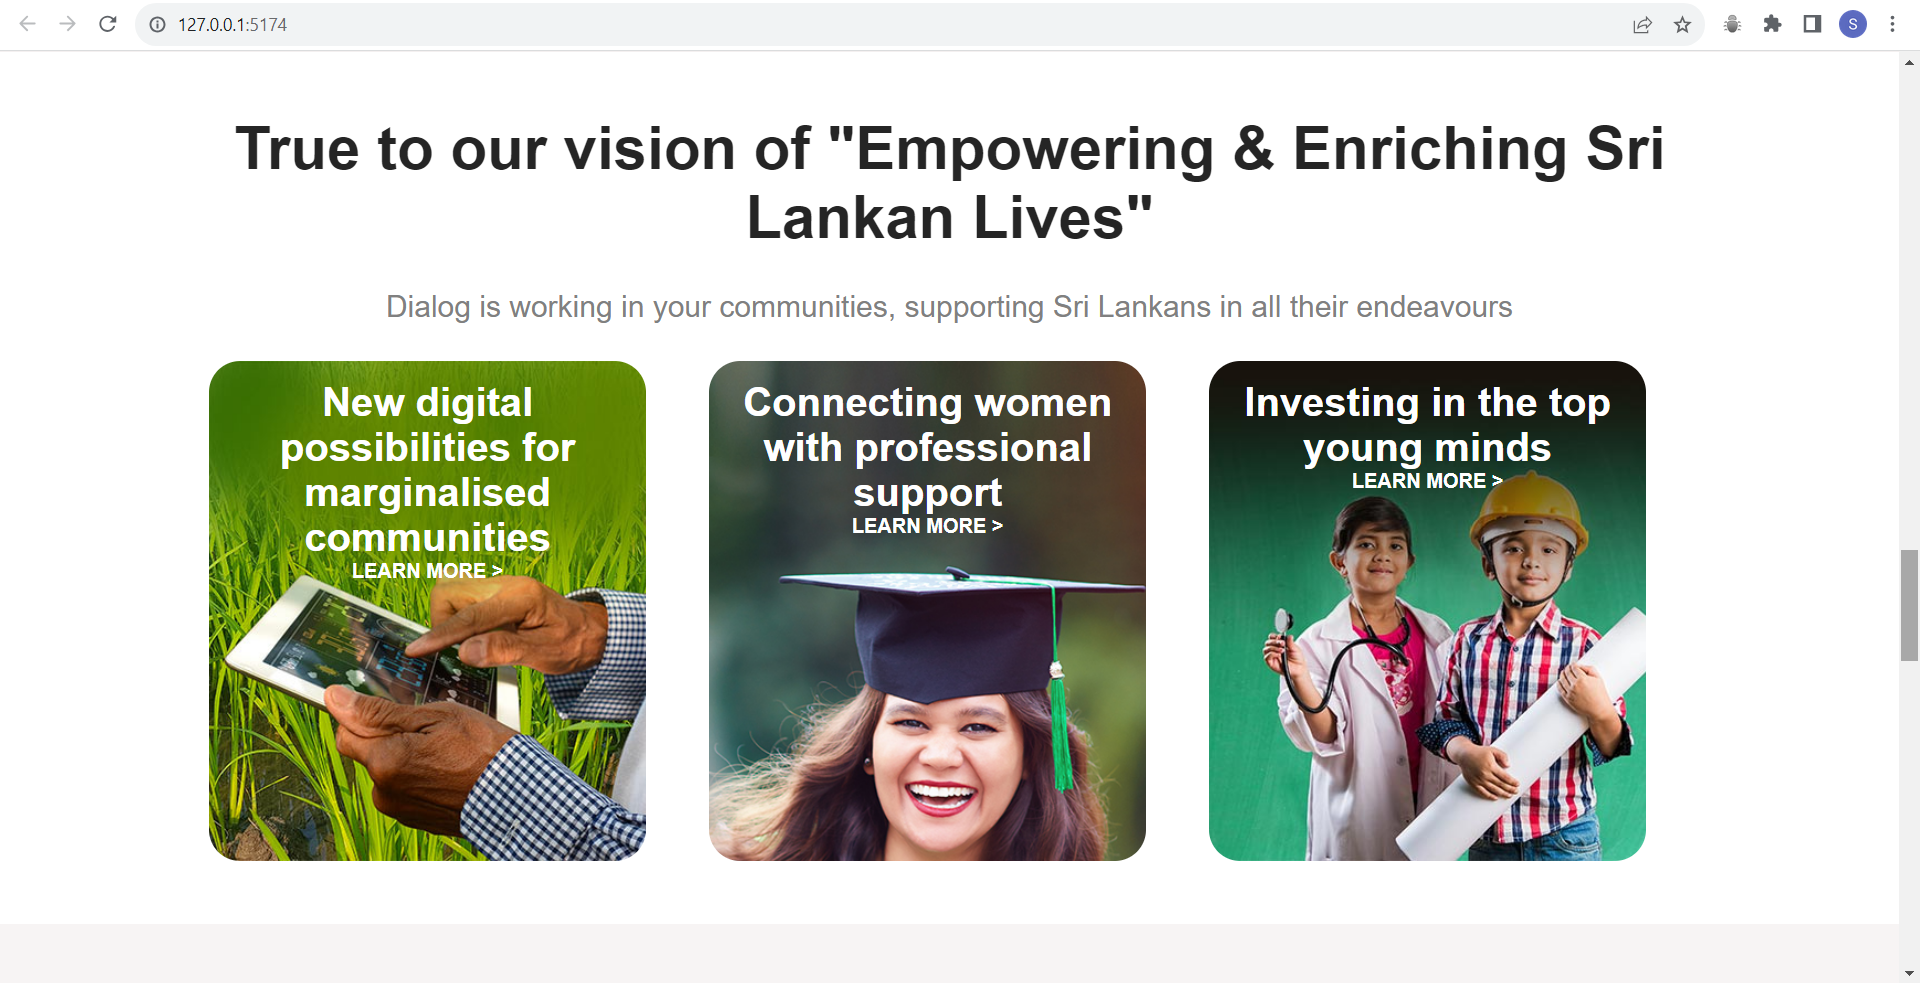 127.0.0.1:5174
S
True to our vision of "Empowering & Enriching Sri
Lankan Lives"
Dialog is working in your communities, supporting Sri Lankans in all their endeavours
New digital
possibilities for
marginalised
communities
LEARN MORE >
Connecting women
with professional
support
LEARN MORE >
Investing in the top
young minds
LEARN MORE >